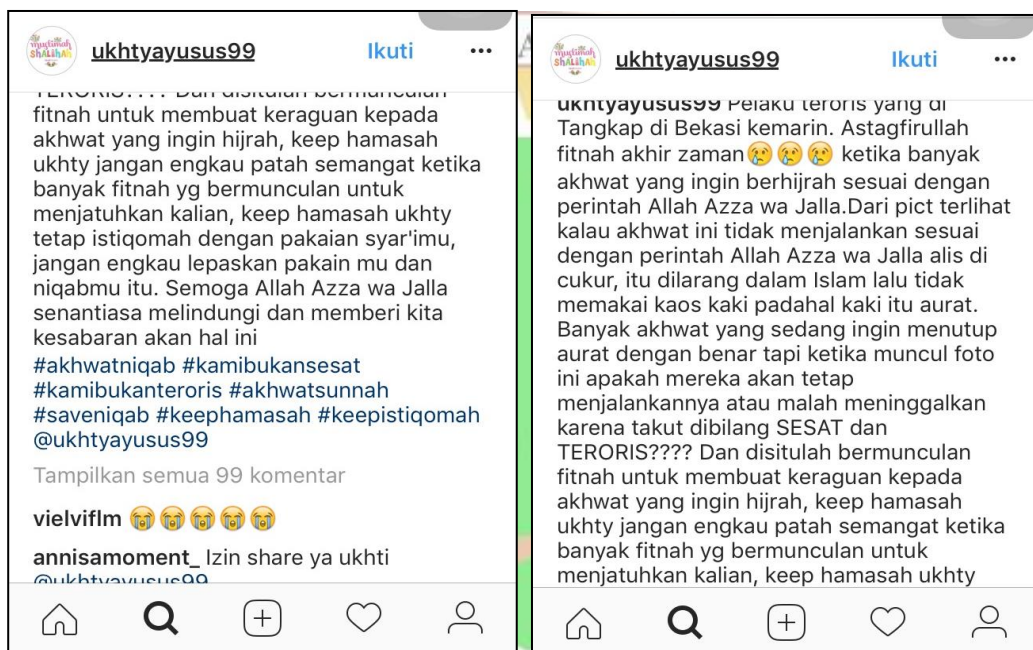 muslimah
SHALIHAH
ukhtyayusus99 Ikuti
TERORIS???? Dan disitulah bermunculan
fitnah untuk membuat keraguan kepada
akhwat yang ingin hijrah, keep hamasah
ukhty jangan engkau patah semangat ketika
banyak fitnah yg bermunculan untuk
menjatuhkan kalian, keep hamasah ukhty
tetap istiqomah dengan pakaian syar'imu,
jangan engkau lepaskan pakain mu dan
niqabmu itu. Semoga Allah Azza wa Jalla
senantiasa melindungi dan memberi kita
kesabaran akan hal ini
#akhwatniqab #kamibukansesat
#kamibukanteroris #akhwatsunnah
#saveniqab #keephamasah #keepistiqomah
@ukhtyayusus99
Tampilkan semua 99 komentar
vielviflm 😭😭😭😭😭
annisamoment_ Izin share ya ukhti
@ukhtyayusus99
muslimah
SHALIHAH
ukhtyayusus99 Ikuti
ukhtyayusus99 Pelaku teroris yang di
Tangkap di Bekasi kemarin. Astagfirullah
fitnah akhir zaman😢😢😢 ketika banyak
akhwat yang ingin berhijrah sesuai dengan
perintah Allah Azza wa Jalla.Dari pict terlihat
kalau akhwat ini tidak menjalankan sesuai
dengan perintah Allah Azza wa Jalla alis di
cukur, itu dilarang dalam Islam lalu tidak
memakai kaos kaki padahal kaki itu aurat.
Banyak akhwat yang sedang ingin menutup
aurat dengan benar tapi ketika muncul foto
ini apakah mereka akan tetap
menjalankannya atau malah meninggalkan
karena takut dibilang SESAT dan
TERORIS???? Dan disitulah bermunculan
fitnah untuk membuat keraguan kepada
akhwat yang ingin hijrah, keep hamasah
ukhty jangan engkau patah semangat ketika
banyak fitnah yg bermunculan untuk
menjatuhkan kalian, keep hamasah ukhty